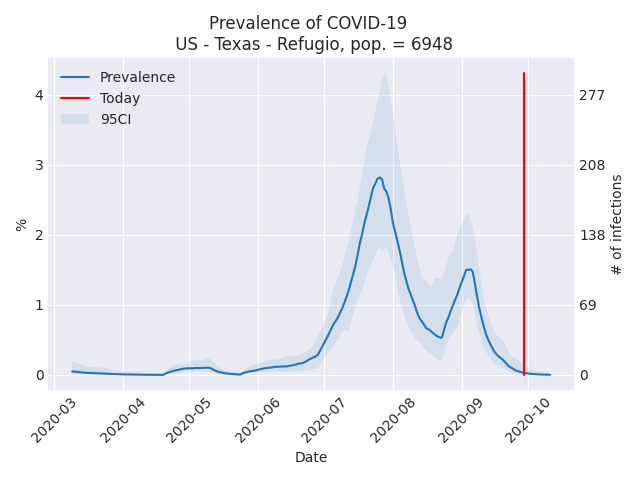 Prevalence of COVID-19
US - Texas - Refugio, pop. = 6948
Prevalence
Today
95CI
%
4
3
2
1
0
277
208
138
69
0
# of infections
2020-03
2020-04
2020-05
2020-06
2020-07
2020-08
2020-09
2020-10
Date